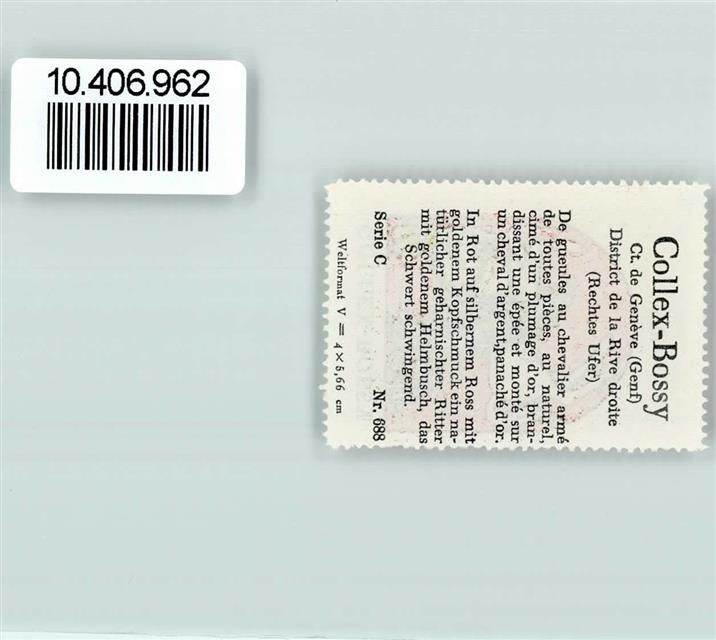 10.406.962
Collex-Bossy
Ct. de Genève (Genf)
District de la Rive droite
(Rechtes Ufer)
De gueules au chevalier armé
de toutes pièces, au naturel,
cimé d'un plumage d'or, bran-
dissant une épée et monté sur
un cheval d'argent, panaché d'or.
In Rot auf silbernem Ross mit
goldenem Kopfschmuck ein na-
türlicher geharnischter Ritter
mit goldenem Helmbusch, das
Schwert schwingend.
Serie C Nr. 688
Weltformat V = 4 × 5,66 cm